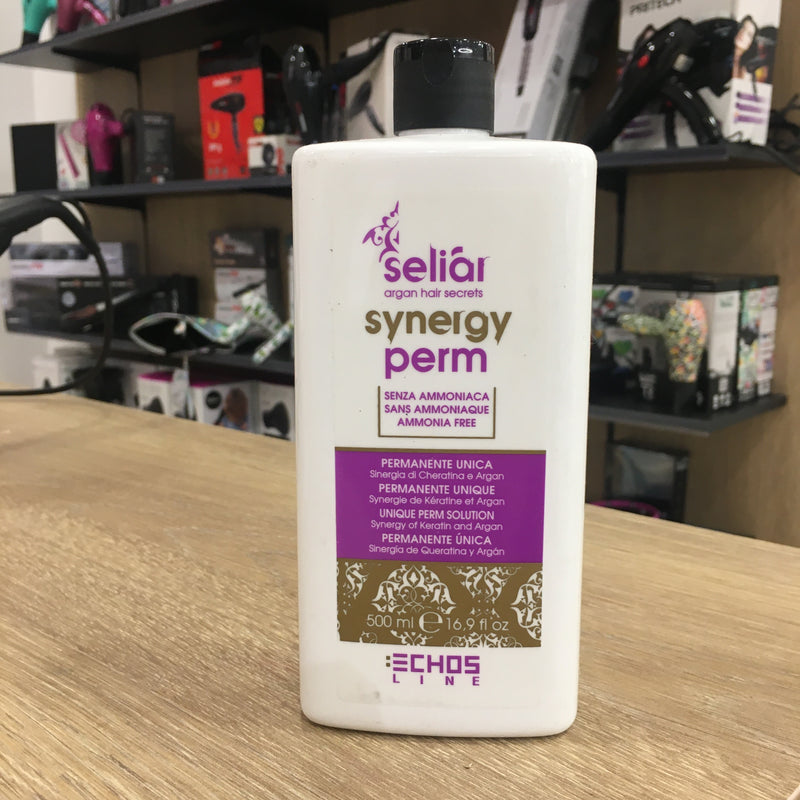 seliár
argan hair secrets
synergy
perm
SENZA AMMONIACA
SANS AMMONIAQUE
AMMONIA FREE
PERMANENTE UNICA
Sinergia di Cheratina e Argan
PERMANENTE UNIQUE
Synergie de Kératine et Argan
UNIQUE PERM SOLUTION
Synergy of Keratin and Argan
PERMANENTE ÚNICA
Sinergia de Queratina y Argán
500 ml ℮ 16,9 fl oz
:ECHOS
LINE